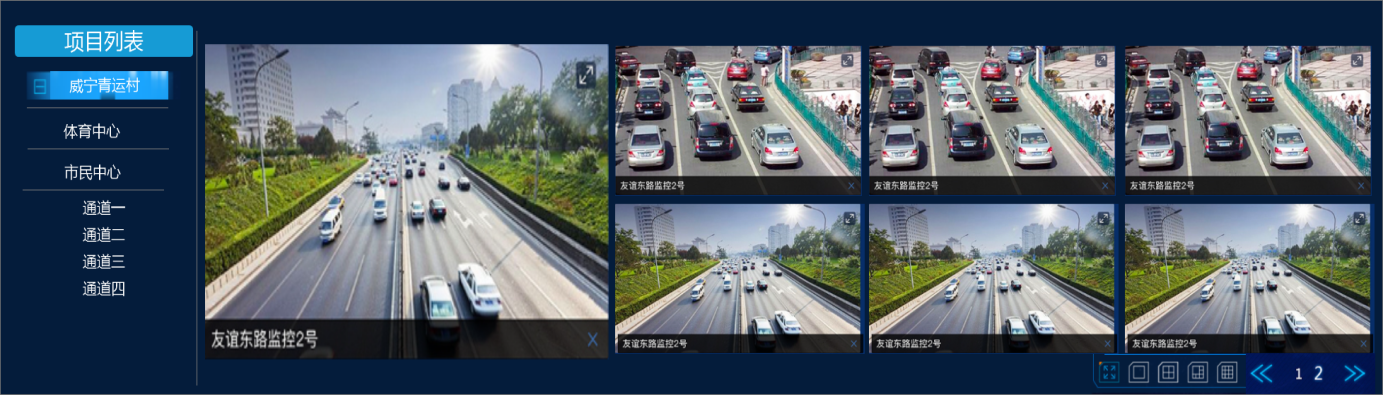 项目列表
威宁青运村
体育中心
市民中心
通道一
通道二
通道三
通道四
友谊东路监控2号 X
友谊东路监控2号 X
友谊东路监控2号 X
友谊东路监控2号 X
友谊东路监控2号 X
友谊东路监控2号 X
友谊东路监控2号 X
1 2